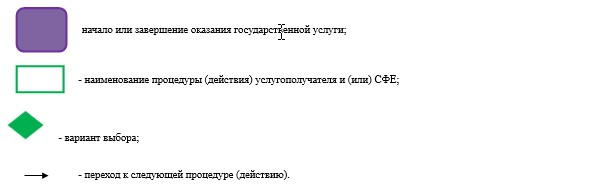 начало или завершение оказания государственной услуги;
- наименование процедуры (действия) услугополучателя и (или) СФЕ;
- вариант выбора;
- переход к следующей процедуре (действию).